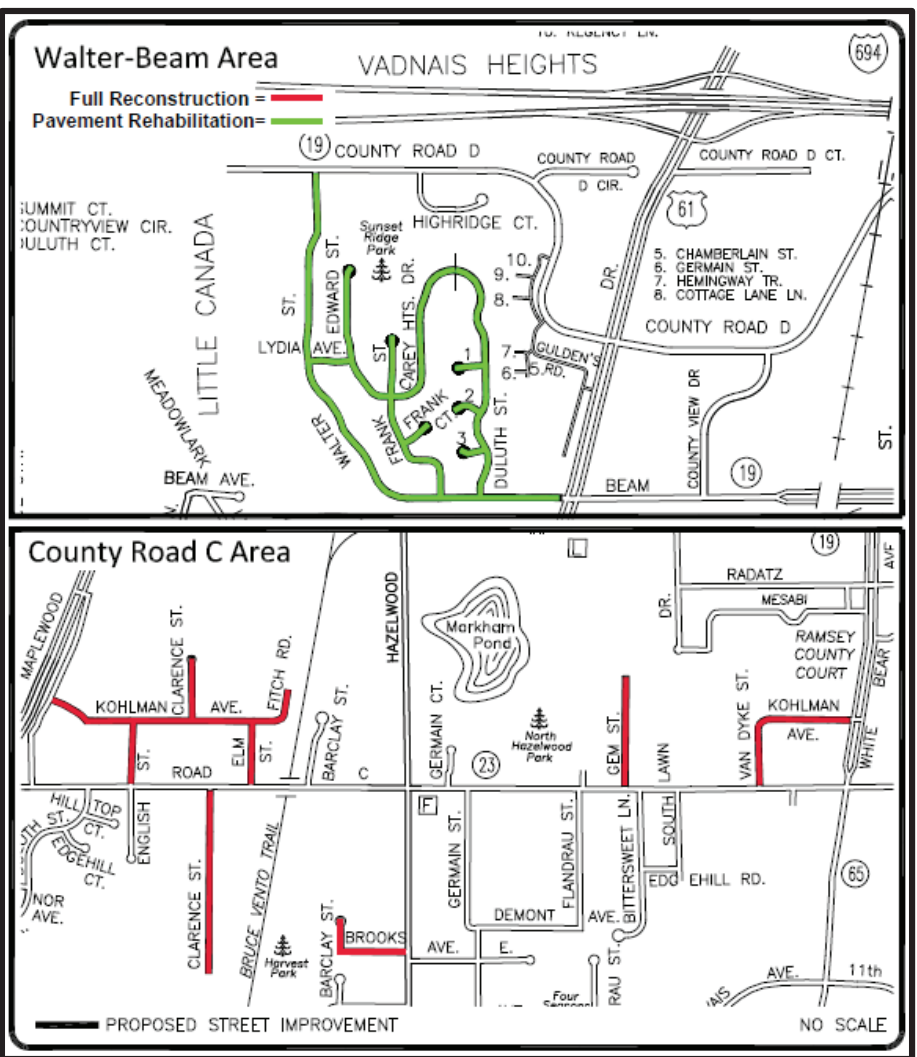 TO. REGENCY LN.
Walter-Beam Area
VADNAIS HEIGHTS
694
Full Reconstruction =
Pavement Rehabilitation=
19
COUNTY ROAD D
COUNTY ROAD
D CIR.
COUNTY ROAD D CT.
SUMMIT CT.
COUNTRYVIEW CIR.
DULUTH CT.
HIGHRIDGE CT.
61
Sunset
Ridge
Park
LITTLE CANADA
ST.
EDWARD ST.
CAREY HTS. DR.
10.
9.
8.
DR.
5. CHAMBERLAIN ST.
6. GERMAIN ST.
7. HEMINGWAY TR.
8. COTTAGE LANE LN.
COUNTY ROAD D
LYDIA AVE.
ST.
1
7.
GULDEN'S
6.
5.
RD.
MEADOWLARK
WALTER
FRANK
FRANK
CT.
2
3
DULUTH ST.
COUNTY VIEW DR
ST.
BEAM AVE.
N.
BEAM
19
County Road C Area
MAPLEWOOD
CLARENCE ST.
FITCH RD.
HAZELWOOD
L
Markham
Pond
DR.
19
AVE
RADATZ
MESABI
RAMSEY
COUNTY
COURT
BEAR
KOHLMAN
AVE.
BARCLAY ST.
GERMAIN CT.
North
Hazelwood
Park
GEM ST.
LAWN
VAN DYKE ST.
KOHLMAN
AVE.
WHITE
ST.
ELM
ST.
ROAD
C
23
HILL
TOP
CT.
ST.
EDGEHILL
CT.
ENGLISH
F
GERMAIN ST.
FLANDRAU ST.
BITTERSWEET LN.
SOUTH
EDGEHILL RD.
65
NOR
AVE.
CLARENCE ST.
BRUCE VENTO TRAIL
BARCLAY ST.
BROOKS
AVE.
E.
DEMONT
AVE.
Harvest
Park
Four
Seasons
RAU ST.
AVE.
11th
AIS
PROPOSED STREET IMPROVEMENT
NO SCALE